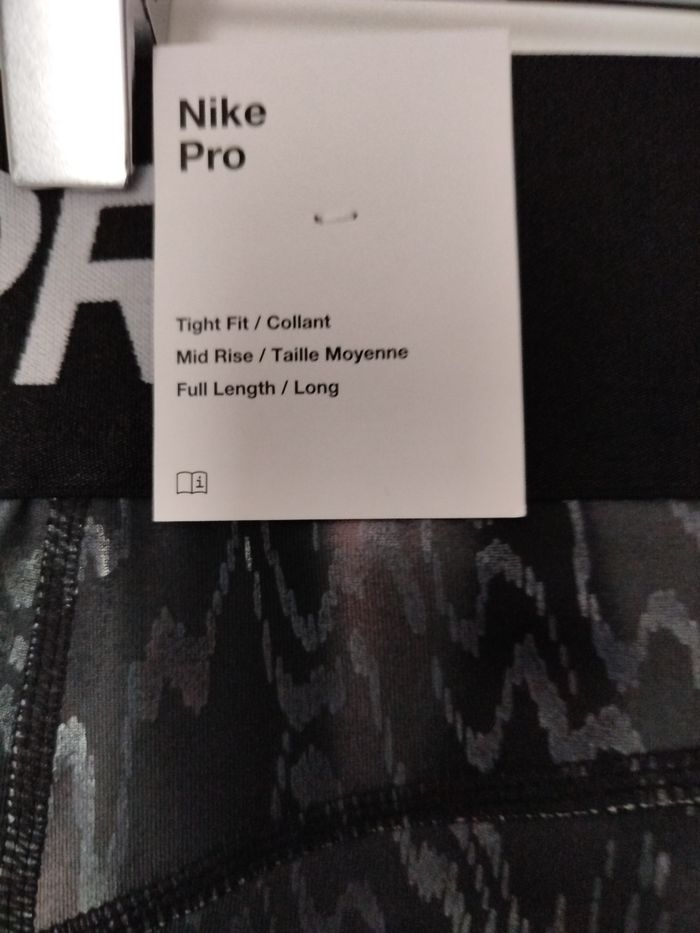 Nike
Pro
Tight Fit / Collant
Mid Rise / Taille Moyenne
Full Length / Long
i